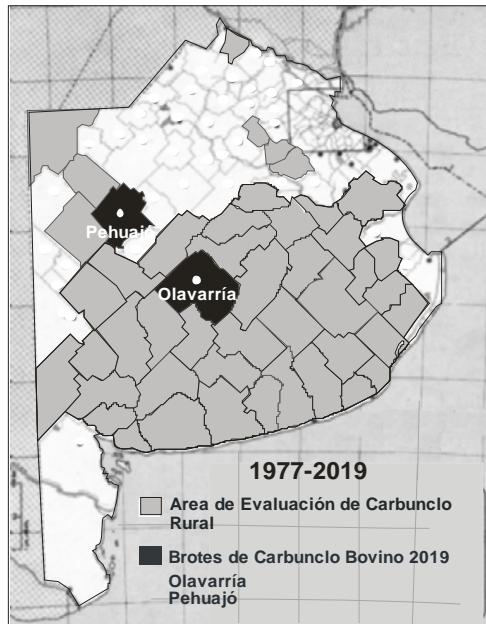 Pehuajó
Olavarría
1977-2019
Area de Evaluación de Carbunclo
Rural
Brotes de Carbunclo Bovino 2019
Olavarría
Pehuajó